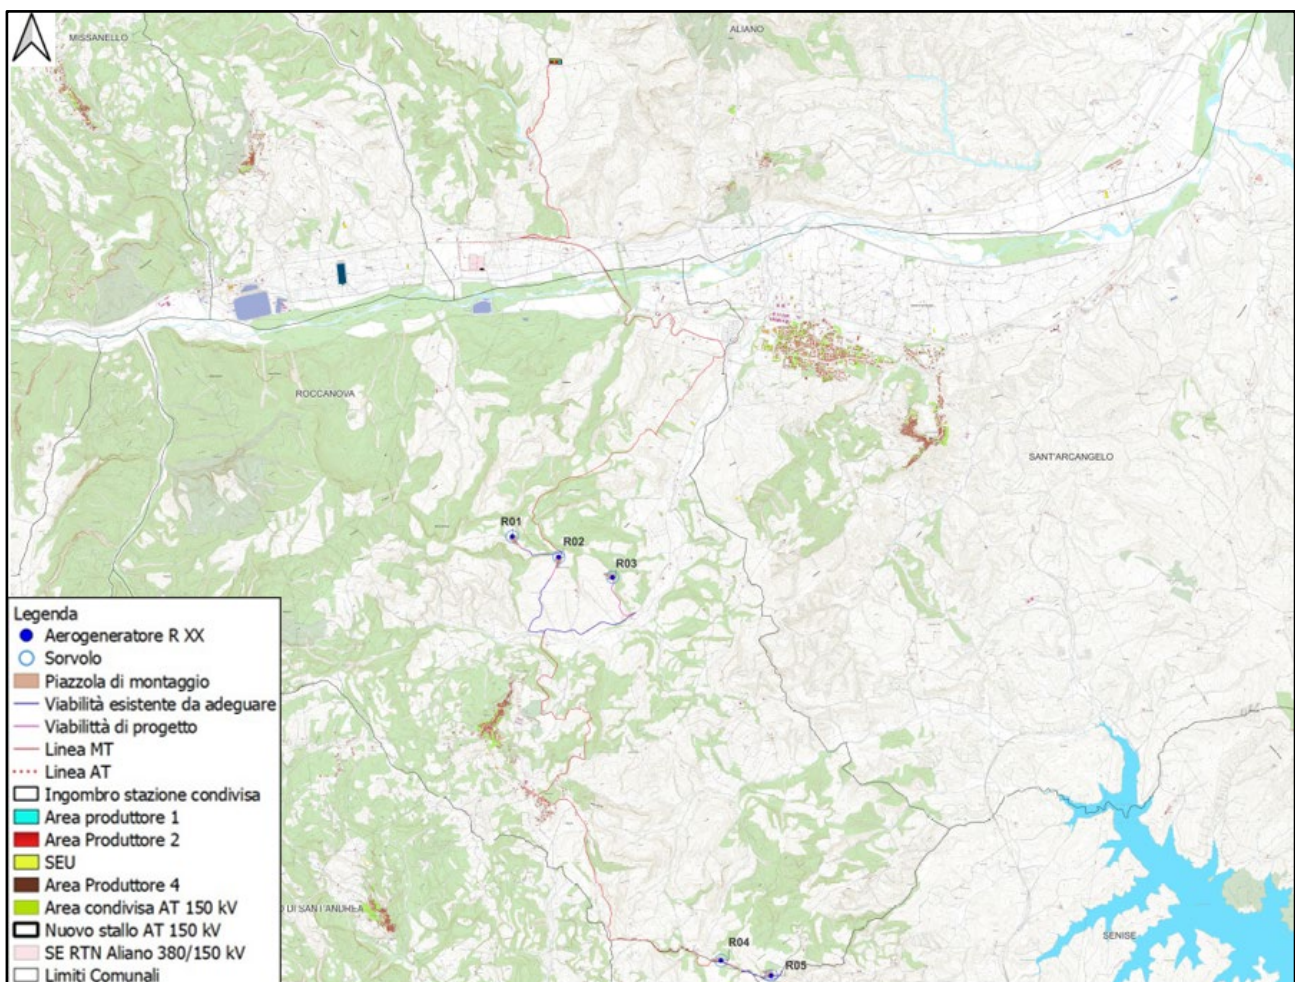 MISSANELLO
ALIANO
ROCCANOVA
SANT'ARCANGELO
R01
R02
R03
Legenda
Aerogeneratore R XX
Sorvolo
Piazzola di montaggio
Viabilità esistente da adeguare
Viabilittà di progetto
Linea MT
Linea AT
Ingombro stazione condivisa
Area produttore 1
Area Produttore 2
SEU
Area Produttore 4
Area condivisa AT 150 kV
Nuovo stallo AT 150 kV
SE RTN Aliano 380/150 kV
Limiti Comunali
O DI SANT'ANDREA
SENISE
R04
R05